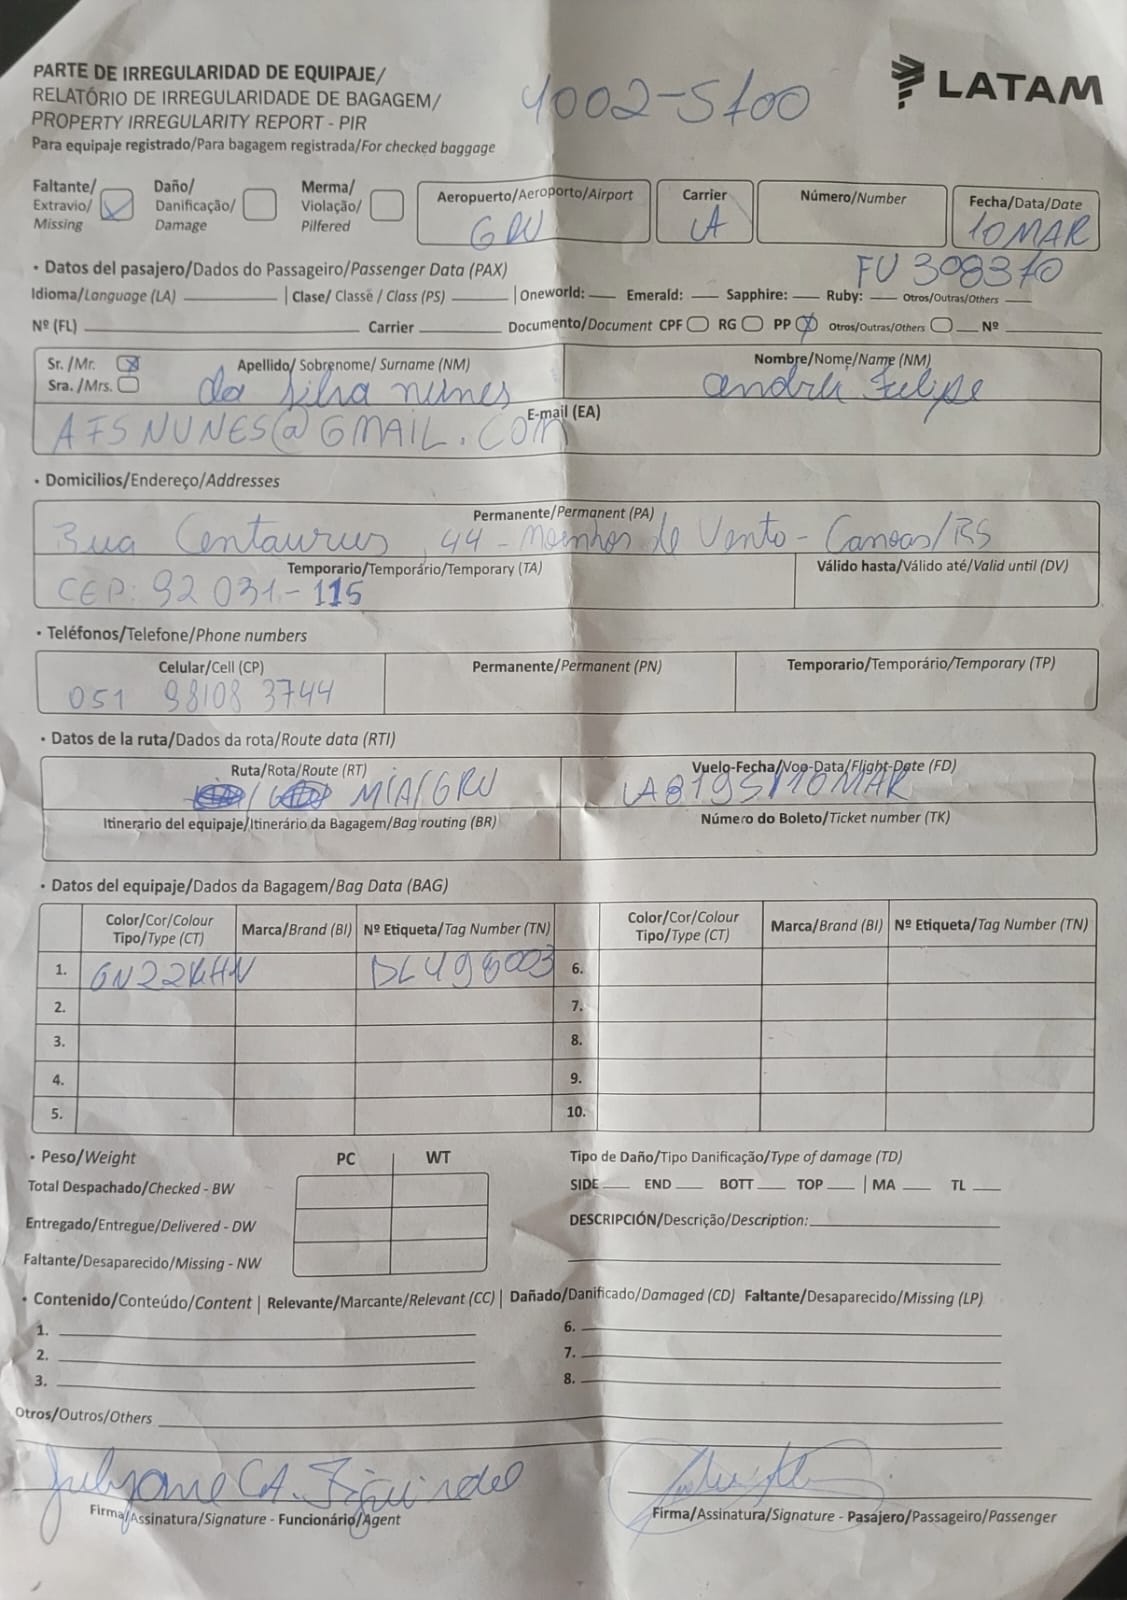 PARTE DE IRREGULARIDAD DE EQUIPAJE/
RELATÓRIO DE IRREGULARIDADE DE BAGAGEM/
PROPERTY IRREGULARITY REPORT - PIR
4002-5700
LATAM
Para equipaje registrado/Para bagagem registrada/For checked baggage
Faltante/ Extravio/ Missing
Daño/ Danificação/ Damage
Merma/ Violação/ Pilfered
Aeropuerto/Aeroporto/Airport
GRU
Carrier
LA
Número/Number
Fecha/Data/Date
10 MAR
• Datos del pasajero/Dados do Passageiro/Passenger Data (PAX)
FU 308370
Idioma/Language (LA) | Clase/ Classe / Class (PS) | Oneworld: Emerald: Sapphire: Ruby: Otros/Outras/Others
Nº (FL) Carrier Documento/Document CPF RG PP Otros/Outras/Others Nº
Sr. /Mr.
Sra. /Mrs.
Apellido/ Sobrenome/ Surname (NM)
da Silva nunes
Nombre/Nome/Name (NM)
andré Felipe
E-mail (EA)
AFSNUNES@GMAIL.COM
• Domicilios/Endereço/Addresses
Permanente/Permanent (PA)
Rua Centaurus, 44 - Moinhos de Vento - Canoas/RS
Temporario/Temporário/Temporary (TA)
CEP: 92 031-115
Válido hasta/Válido até/Valid until (DV)
• Teléfonos/Telefone/Phone numbers
Celular/Cell (CP)
051 98108 3744
Permanente/Permanent (PN)
Temporario/Temporário/Temporary (TP)
• Datos de la ruta/Dados da rota/Route data (RTI)
Ruta/Rota/Route (RT)
MIA/GRU
Vuelo-Fecha/Voo-Data/Flight-Date (FD)
LA8195/10MAR
Itinerario del equipaje/Itinerário da Bagagem/Bag routing (BR)
Número do Boleto/Ticket number (TK)
• Datos del equipaje/Dados da Bagagem/Bag Data (BAG)
Color/Cor/Colour Tipo/Type (CT) Marca/Brand (BI) Nº Etiqueta/Tag Number (TN) Color/Cor/Colour Tipo/Type (CT) Marca/Brand (BI) Nº Etiqueta/Tag Number (TN)
1. DL498003 6.
2. 7.
3. 8.
4. 9.
5. 10.
• Peso/Weight PC WT
Total Despachado/Checked - BW
Entregado/Entregue/Delivered - DW
Faltante/Desaparecido/Missing - NW
Tipo de Daño/Tipo Danificação/Type of damage (TD)
SIDE END BOTT TOP | MA TL
DESCRIPCIÓN/Descrição/Description:
• Contenido/Conteúdo/Content | Relevante/Marcante/Relevant (CC) | Dañado/Danificado/Damaged (CD) Faltante/Desaparecido/Missing (LP)
1. 6.
2. 7.
3. 8.
Otros/Outros/Others
Firma/Assinatura/Signature - Funcionário/Agent
Firma/Assinatura/Signature - Pasajero/Passageiro/Passenger